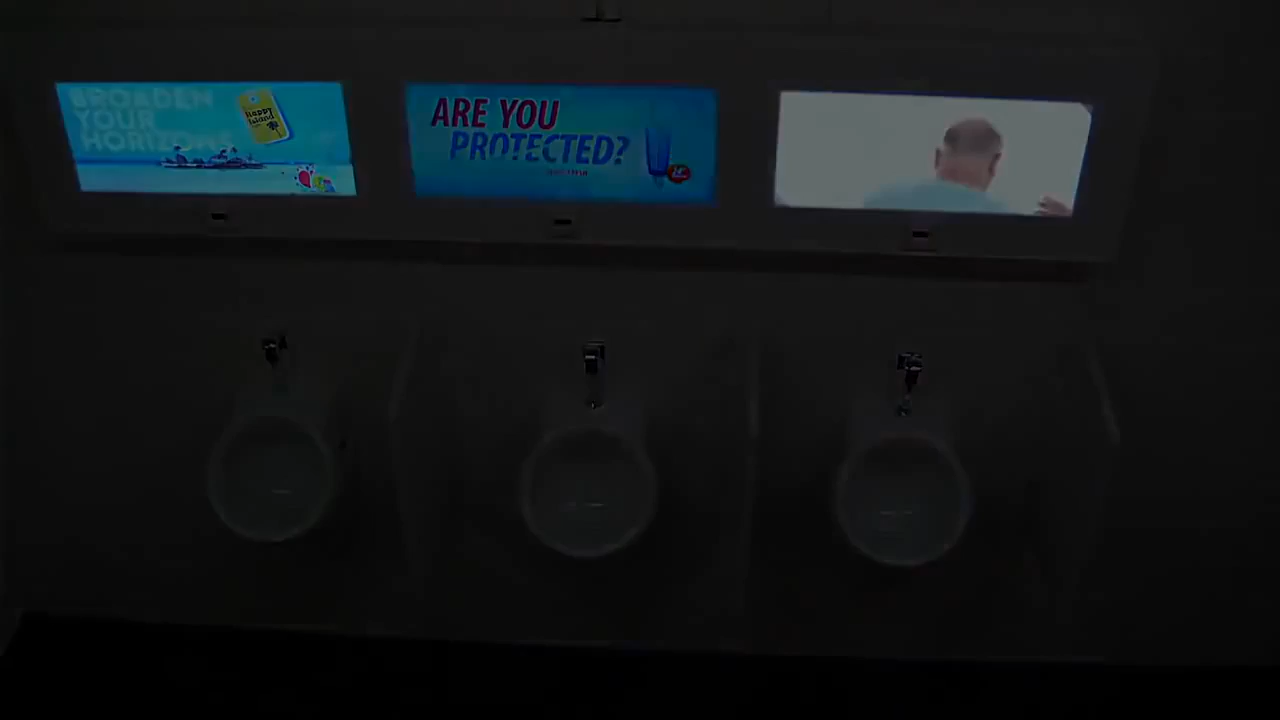 BROADEN
YOUR
HORIZONS
HAPPY
Island
ARE YOU
PROTECTED?